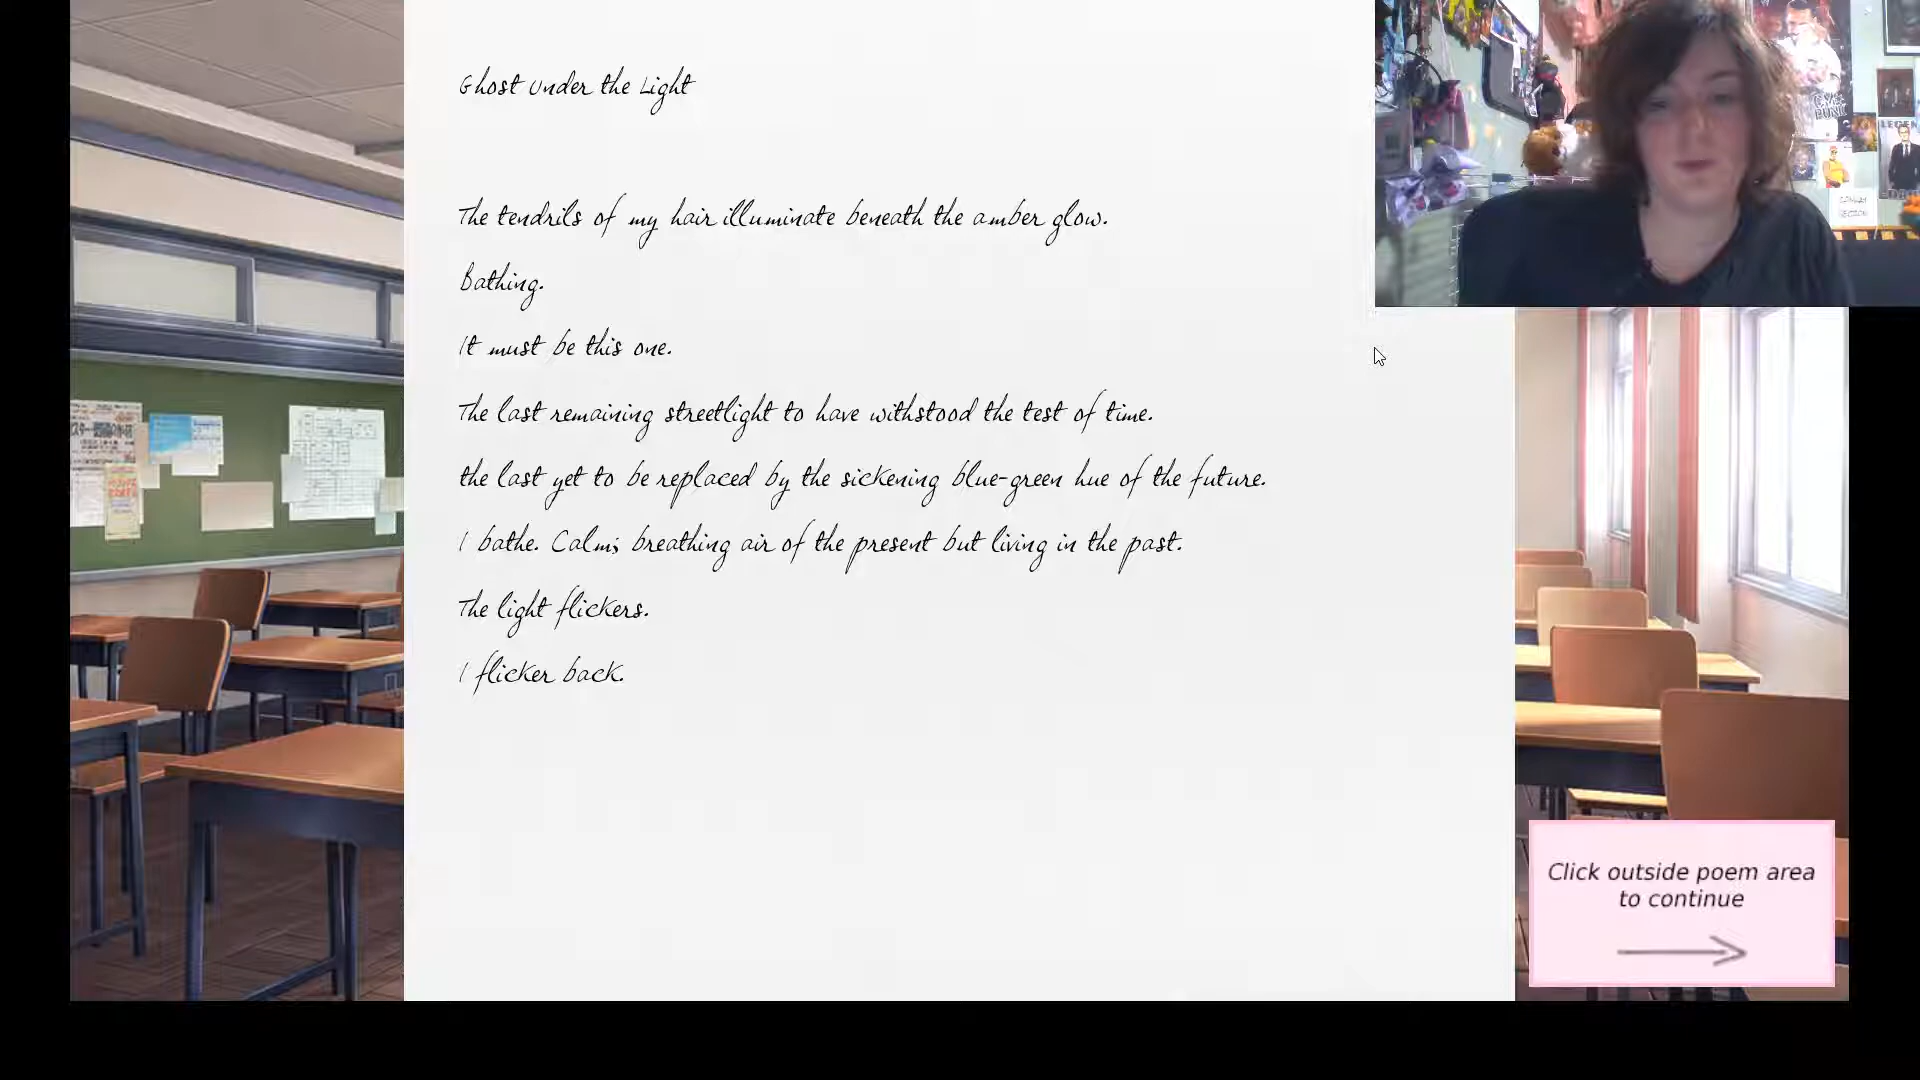 Ghost Under the Light
The tendrils of my hair illuminate beneath the amber glow.
Bathing.
It must be this one.
The last remaining streetlight to have withstood the test of time.
the last yet to be replaced by the sickening blue-green hue of the future.
I bathe. Calm; breathing air of the present but living in the past.
The light flickers.
I flicker back.
Click outside poem area
to continue